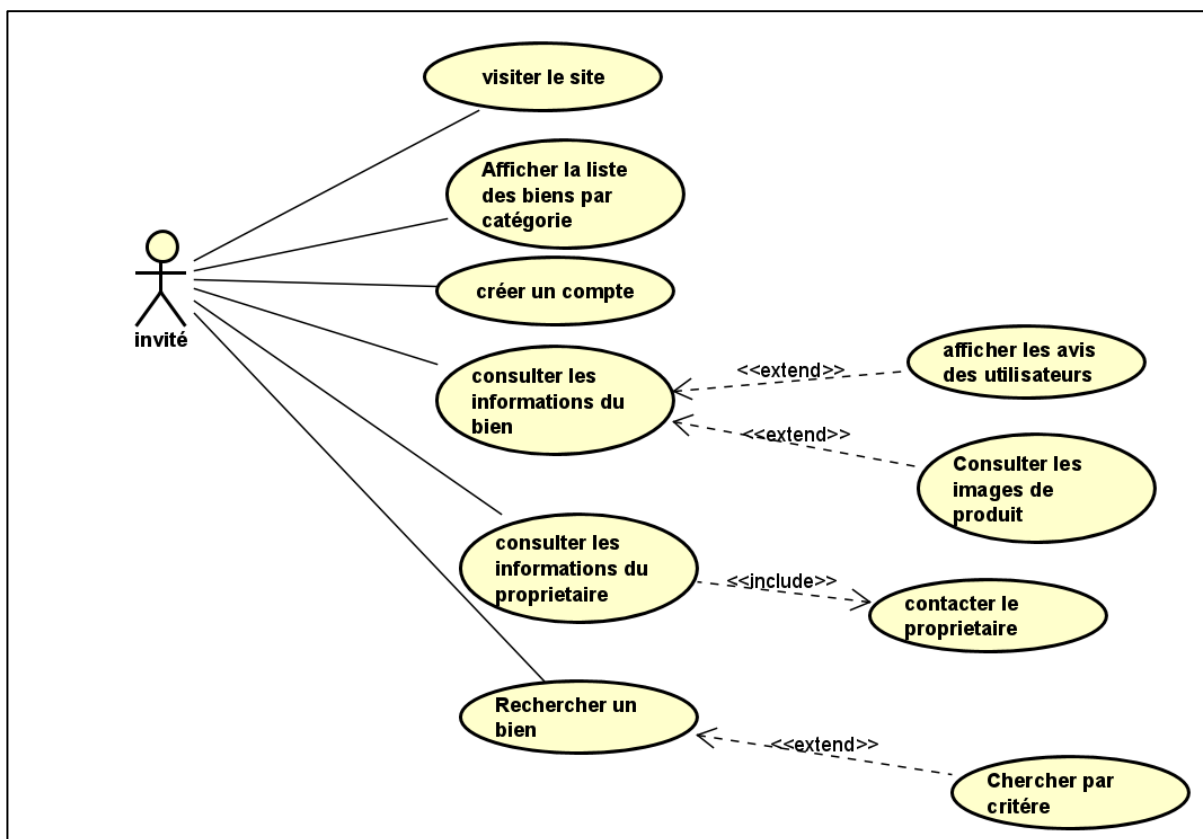 visiter le site
Afficher la liste
des biens par
catégorie
invité
créer un compte
consulter les
informations du
bien
<<extend>>
afficher les avis
des utilisateurs
<<extend>>
Consulter les
images de
produit
consulter les
informations du
proprietaire
<<include>>
contacter le
proprietaire
Rechercher un
bien
<<extend>>
Chercher par
critére